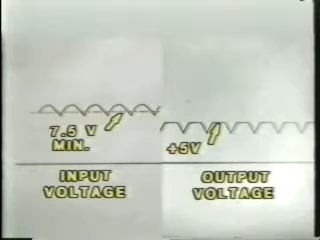 7.5 V
MIN.
+5V
INPUT
VOLTAGE
OUTPUT
VOLTAGE